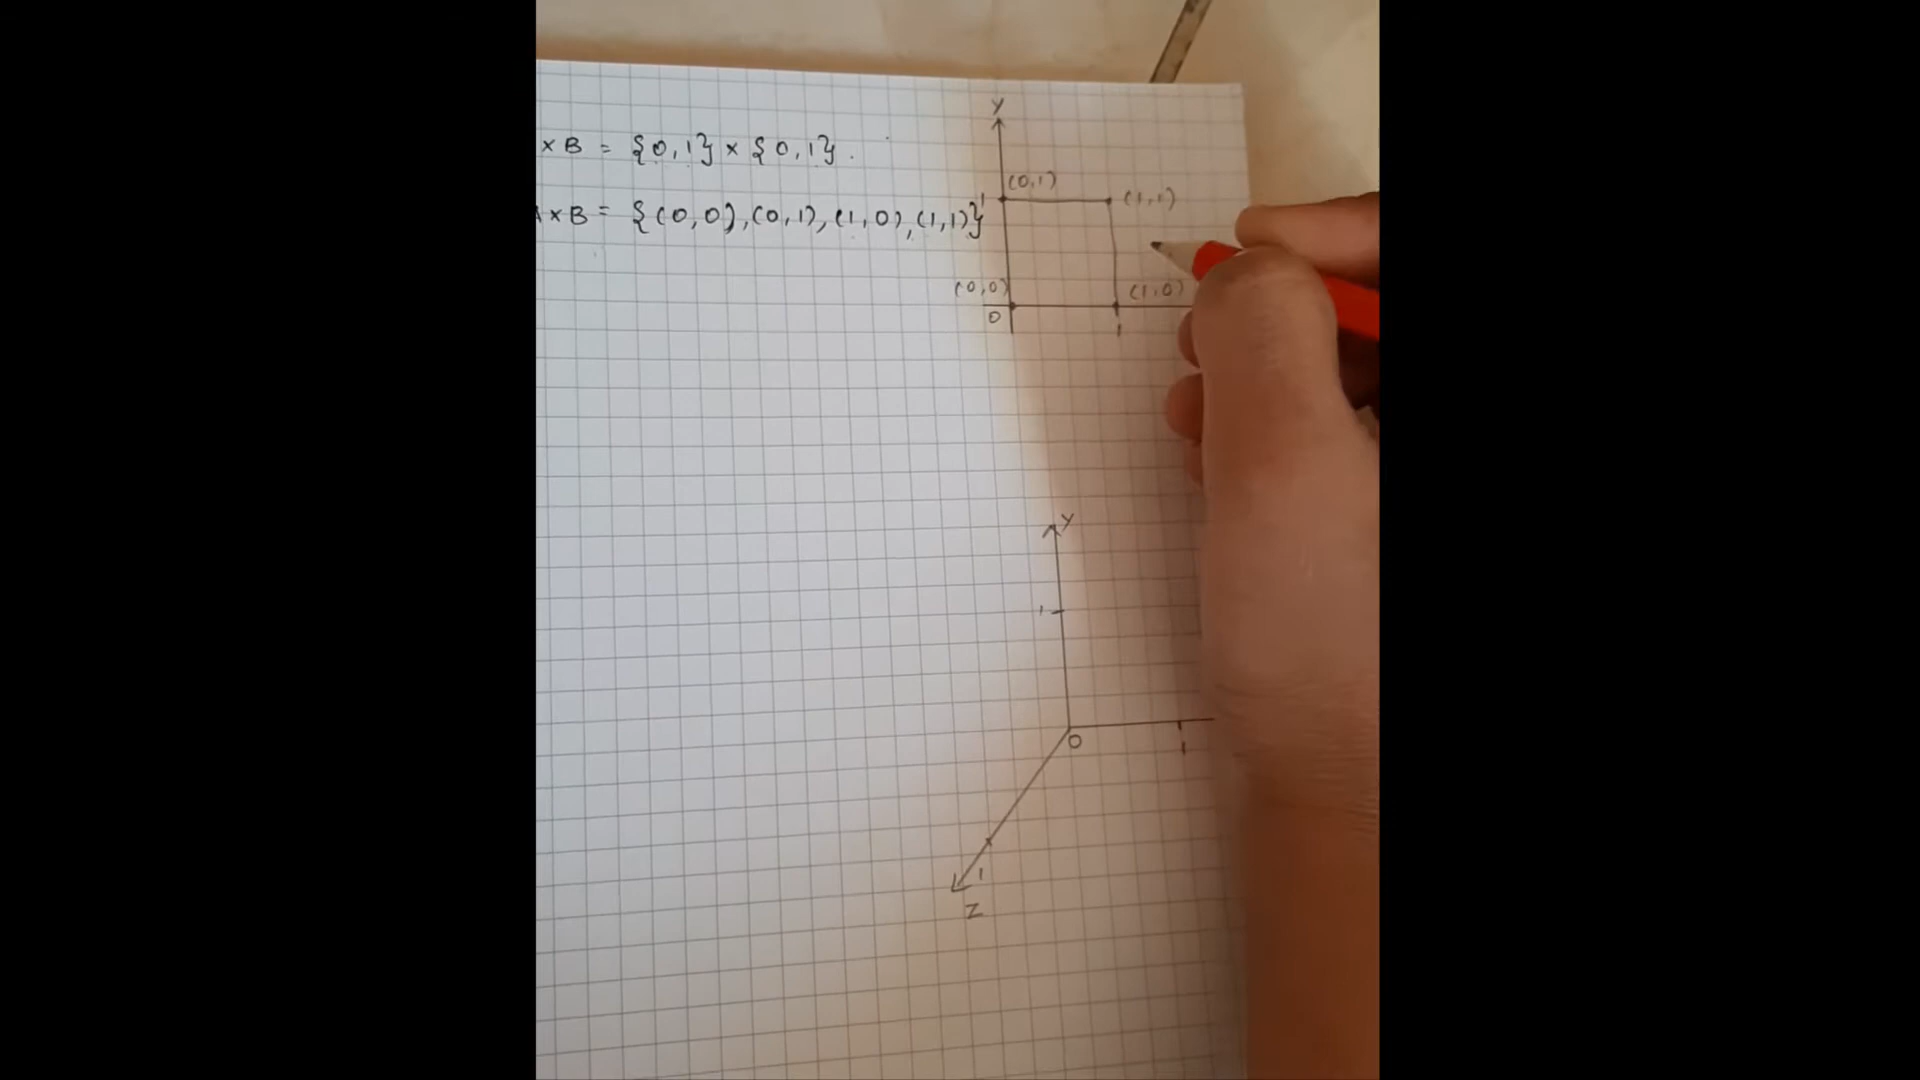 × B = {0,1} × {0,1}.
A × B = {(0,0),(0,1),(1,0),(1,1)}
Y
(0,1)
1
(1,1)
(0,0)
(1,0)
0
1
Y
1
0
1
1
Z